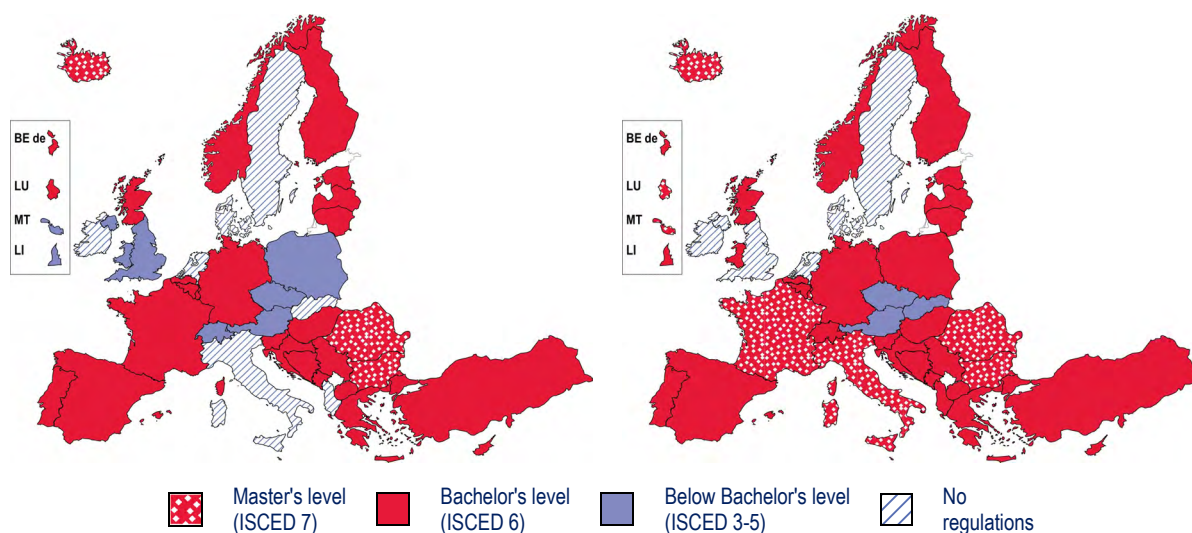 BE de
LU
MT
LI
BE de
LU
MT
LI
Master's level
(ISCED 7)
Bachelor's level
(ISCED 6)
Below Bachelor's level
(ISCED 3-5)
No
regulations